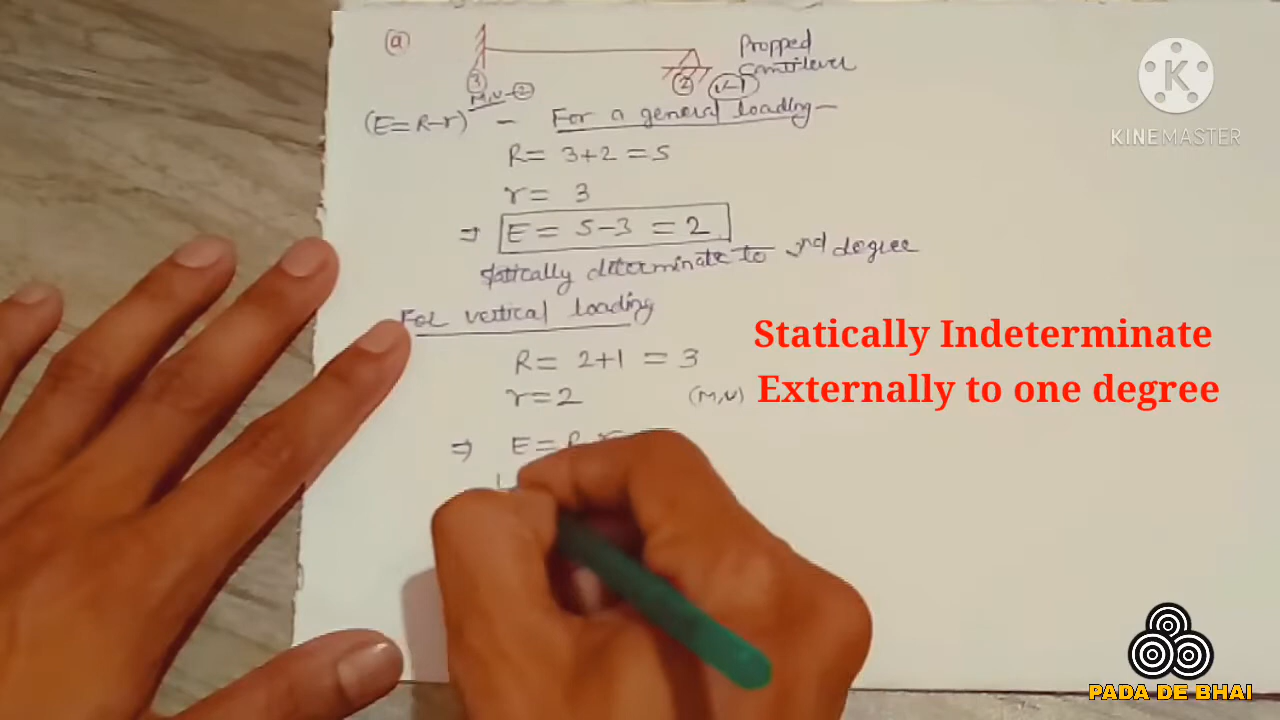 (a)
Propped
Cantilever
3
2
V-1
M,V-2
(E=R-r) - For a general loading-
R= 3+2 =5
r= 3
⇒ E= 5-3 = 2
statically determinate to 2nd degree
For vertical loading
R= 2+1 = 3
r=2 (M,V)
⇒ E= R-r
Statically Indeterminate
Externally to one degree
KINEMASTER
PADA DE BHAI